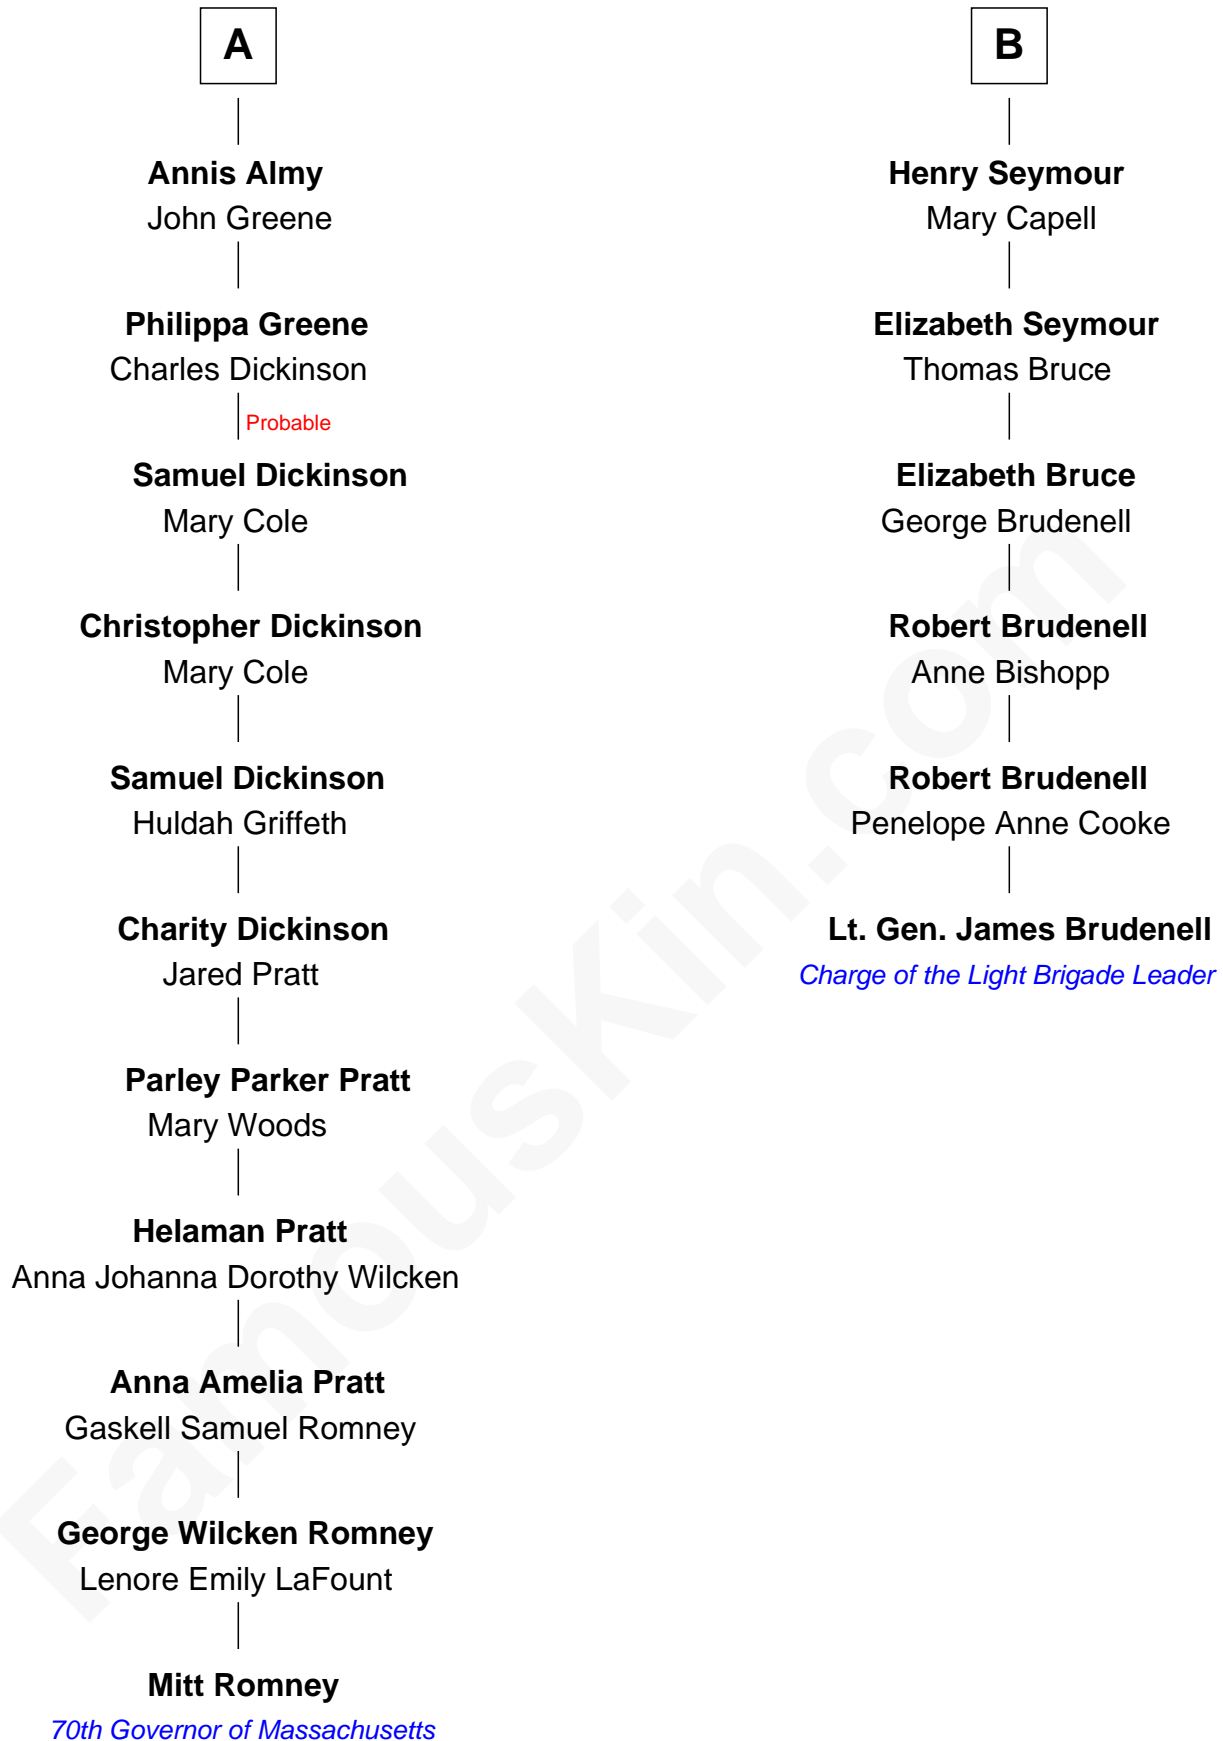 A
Annis Almy
John Greene
Philippa Greene
Charles Dickinson
Probable
Samuel Dickinson
Mary Cole
Christopher Dickinson
Mary Cole
Samuel Dickinson
Huldah Griffeth
Charity Dickinson
Jared Pratt
Parley Parker Pratt
Mary Woods
Helaman Pratt
Anna Johanna Dorothy Wilcken
Anna Amelia Pratt
Gaskell Samuel Romney
George Wilcken Romney
Lenore Emily LaFount
Mitt Romney
70th Governor of Massachusetts
B
Henry Seymour
Mary Capell
Elizabeth Seymour
Thomas Bruce
Elizabeth Bruce
George Brudenell
Robert Brudenell
Anne Bishopp
Robert Brudenell
Penelope Anne Cooke
Lt. Gen. James Brudenell
Charge of the Light Brigade Leader
FamousKin.com